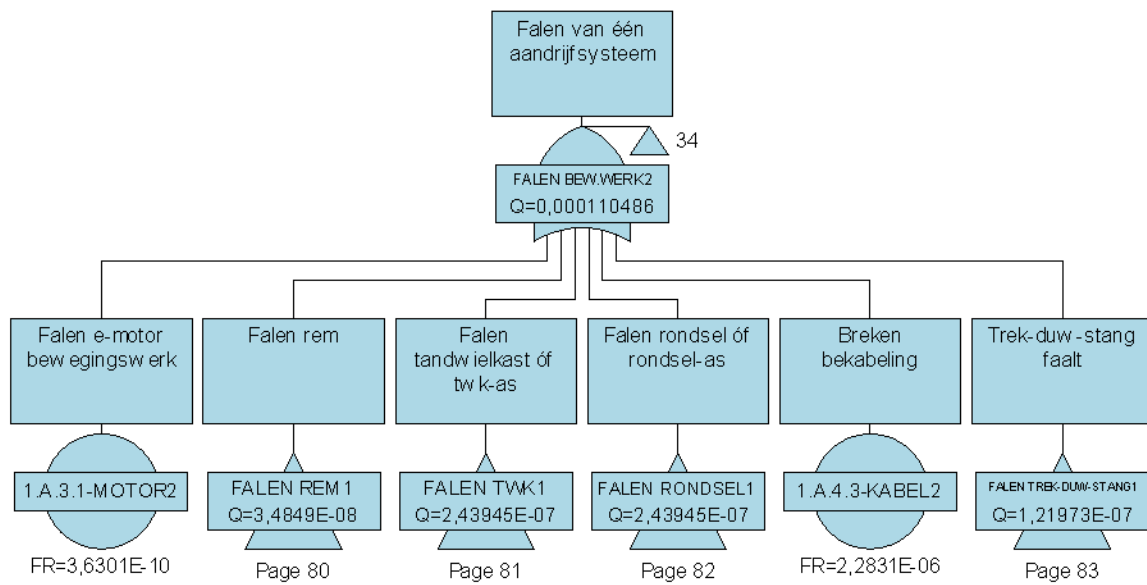 Falen van één
aandrijfsysteem
34
FALEN BEW.WERK2
Q=0,000110486
Falen e-motor
bewegingswerk
Falen rem
Falen
tandwielkast óf
twk-as
Falen rondsel óf
rondsel-as
Breken
bekabeling
Trek-duw-stang
faalt
1.A.3.1-MOTOR2
FR=3,6301E-10
FALEN REM1
Q=3,4849E-08
Page 80
FALEN TWK1
Q=2,43945E-07
Page 81
FALEN RONDSEL1
Q=2,43945E-07
Page 82
1.A.4.3-KABEL2
FR=2,2831E-06
FALEN TREK-DUW-STANG1
Q=1,21973E-07
Page 83